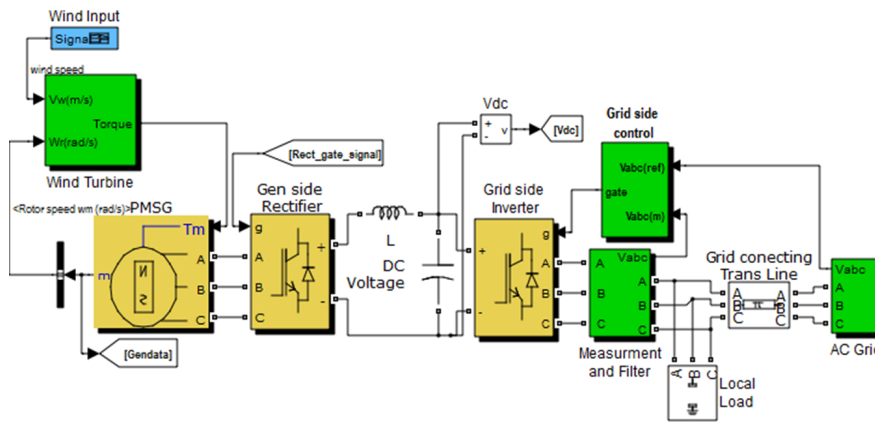 Wind Input
Signal
wind speed
Vw(m/s)
Torque
Wr(rad/s)
Wind Turbine
<Rotor speed wm (rad/s)>
PMSG
Tm
N
S
m
A
B
C
[Gendata]
[Rect_gate_signal]
Gen side
Rectifier
g
A
B
C
+
-
L
DC
Voltage
Vdc
+
-
v
[Vdc]
Grid side
Inverter
g
+
-
A
B
C
Grid side
control
Vabc(ref)
gate
Vabc(m)
Vabc
A
A
B
B
C
C
Measurment
and Filter
Grid conecting
Trans Line
A
B
C
π
A
B
C
A
B
C
Local
Load
Vabc
A
B
C
AC Grid